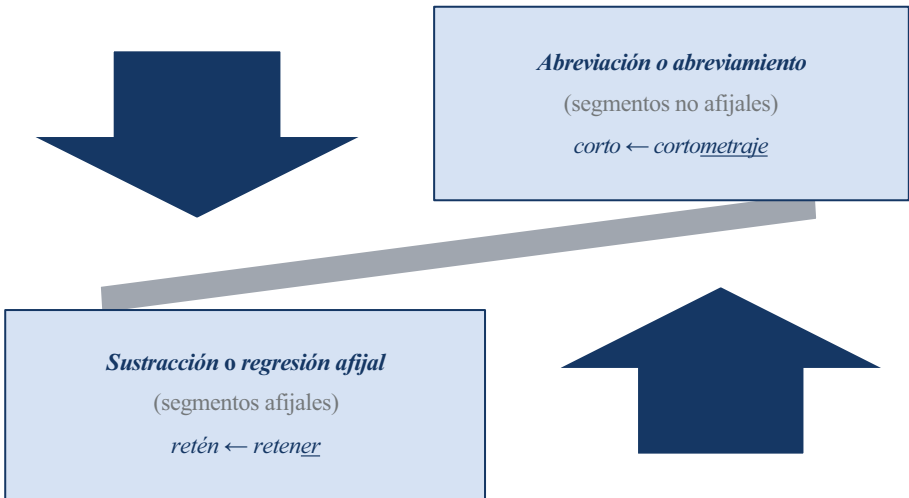 Abreviación o abreviamiento
(segmentos no afijales)
corto ← cortometraje
Sustracción o regresión afijal
(segmentos afijales)
retén ← retener